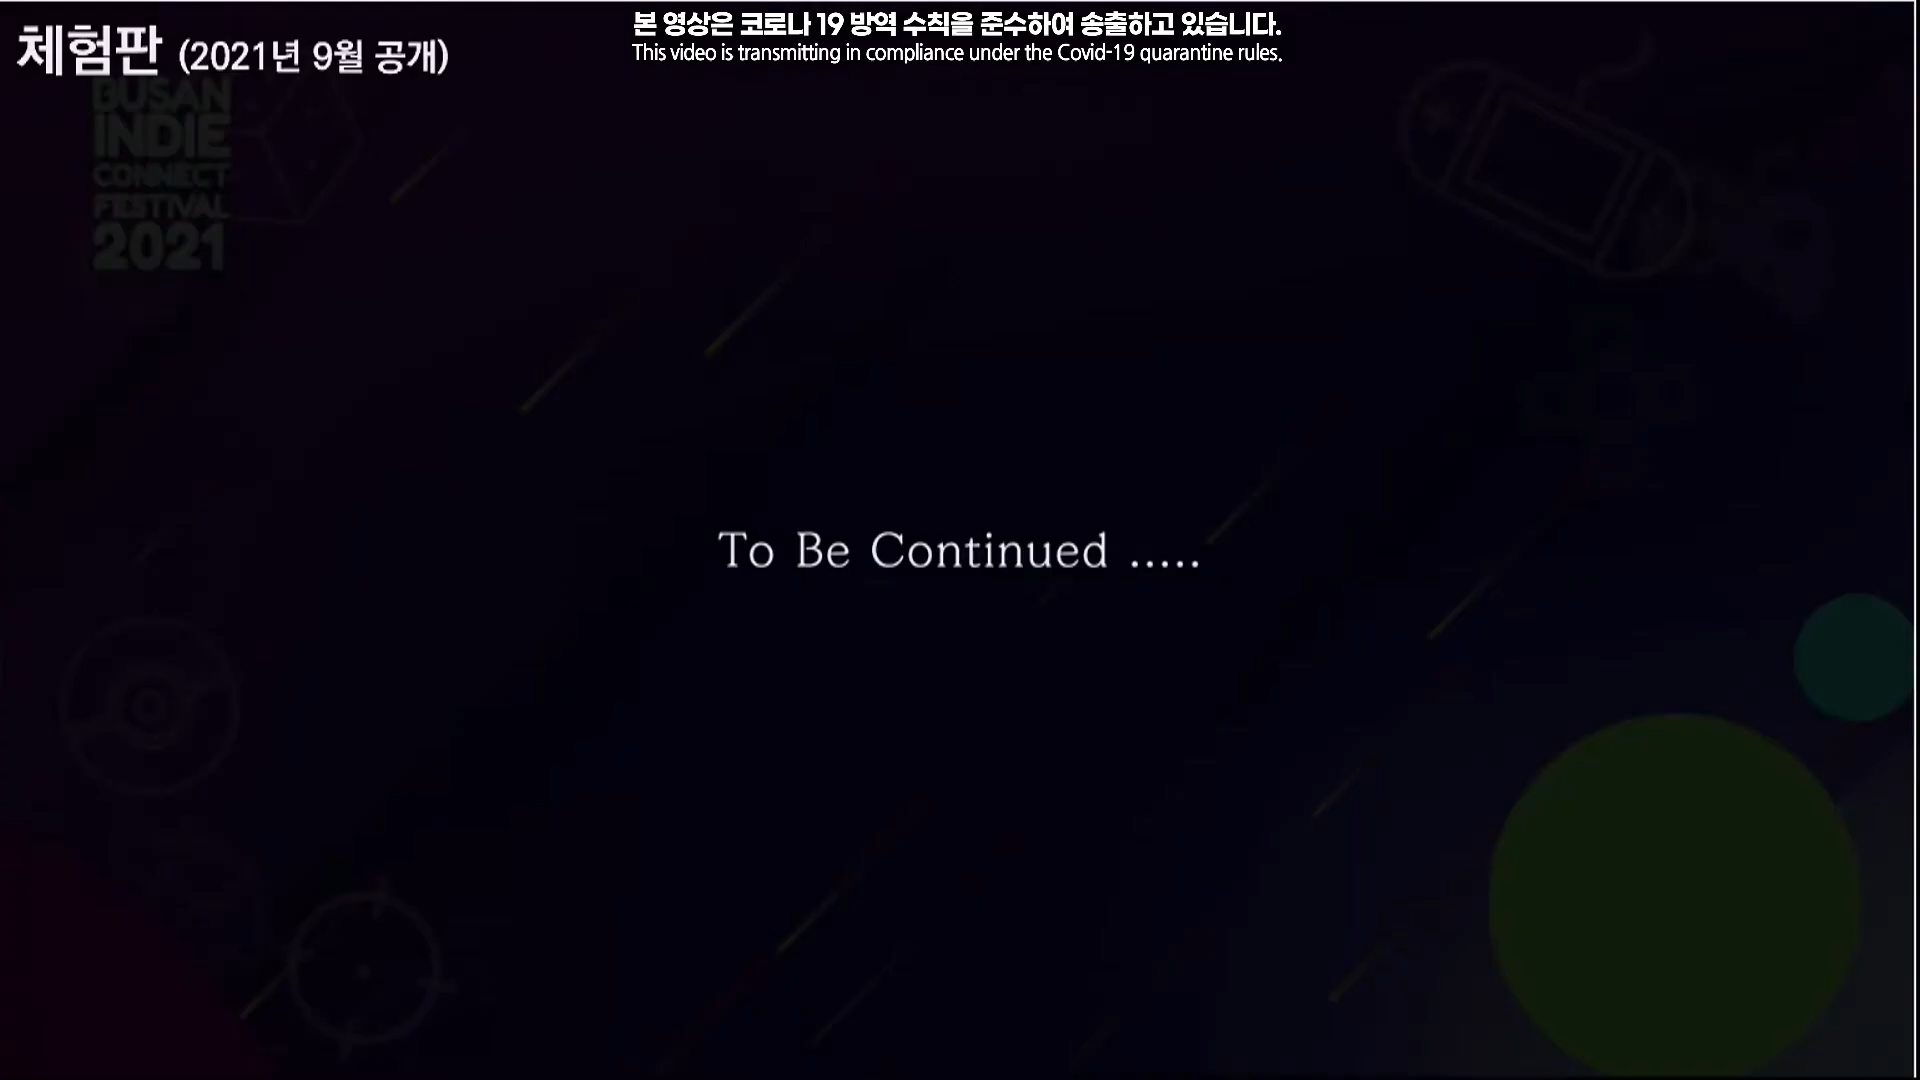 본 영상은 코로나 19 방역 수칙을 준수하여 송출하고 있습니다.
This video is transmitting in compliance under the Covid-19 quarantine rules.
체험판 (2021년 9월 공개)
BUSAN
INDIE
CONNECT
FESTIVAL
2021
To Be Continued .....